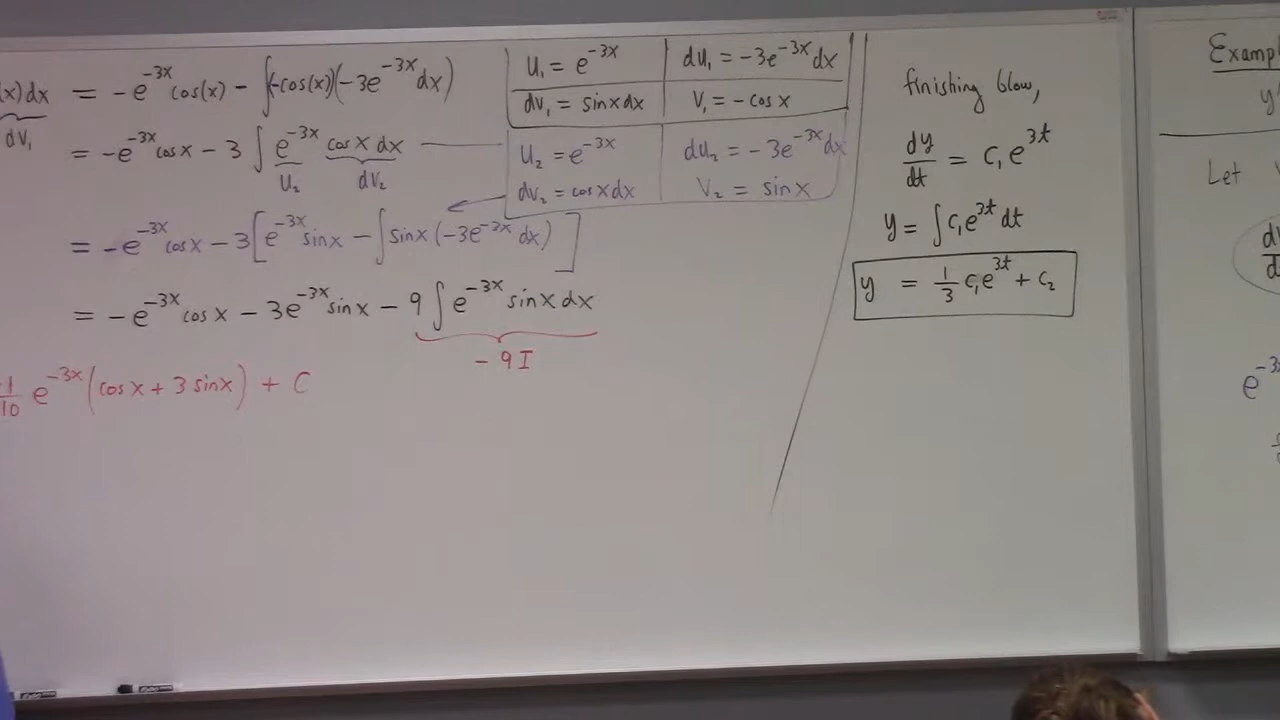 (x)dx = -e^{-3x} cos(x) - ∫(-cos(x))(-3e^{-3x}dx)
dv₁
= -e^{-3x} cos x - 3 ∫ e^{-3x} cos x dx
u₂ dv₂
= -e^{-3x} cos x - 3[e^{-3x} sin x - ∫ sin x (-3e^{-3x} dx)]
= -e^{-3x} cos x - 3e^{-3x} sin x - 9 ∫ e^{-3x} sin x dx
- 9I
-1/10 e^{-3x} (cos x + 3 sin x) + C
u₁ = e^{-3x} du₁ = -3e^{-3x} dx
dv₁ = sin x dx v₁ = -cos x
u₂ = e^{-3x} du₂ = -3e^{-3x} dx
dv₂ = cos x dx v₂ = sin x
finishing blow,
dy/dt = c₁e^{3t}
y = ∫ c₁e^{3t} dt
y = 1/3 c₁e^{3t} + c₂
Exam
y'
Let
d
d
e^{-3